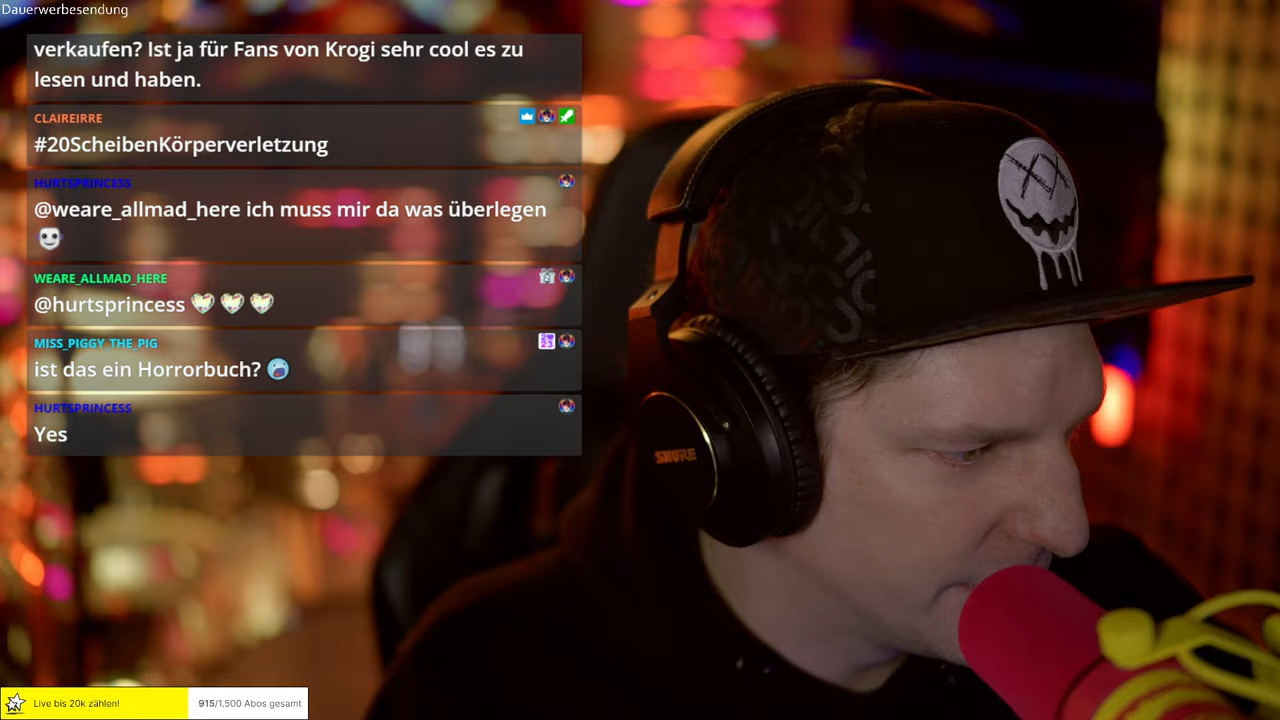 Dauerwerbesendung
verkaufen? Ist ja für Fans von Krogi sehr cool es zu
lesen und haben.
CLAIREIRRE
#20ScheibenKörperverletzung
HURTSPRINCESS
@weare_allmad_here ich muss mir da was überlegen
WEARE_ALLMAD_HERE
@hurtsprincess
MISS_PIGGY_THE_PIG
23
ist das ein Horrorbuch?
HURTSPRINCESS
Yes
SHURE
Live bis 20k zählen!
915/1.500 Abos gesamt